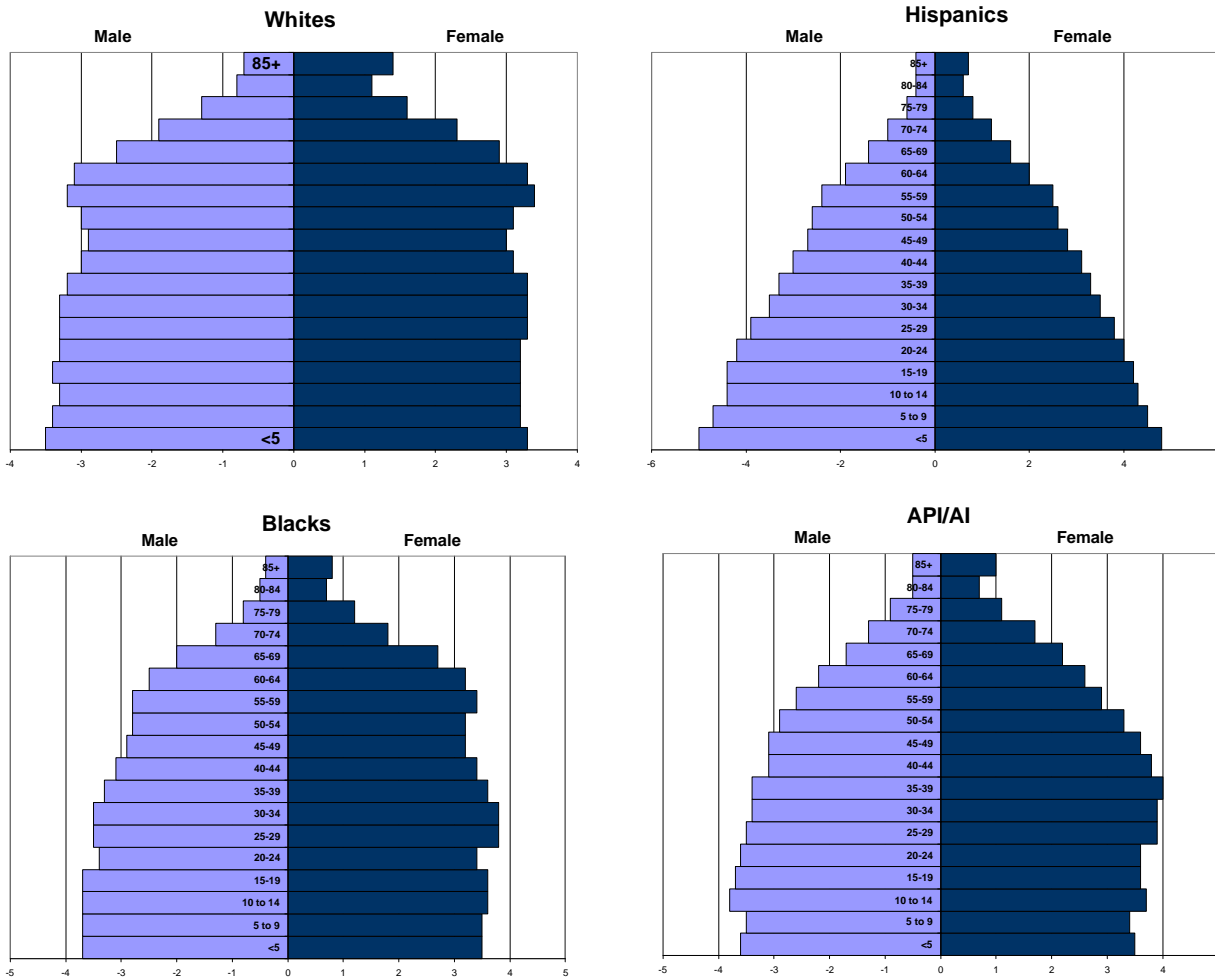 Whites
Male Female
85+
<5
-4 -3 -2 -1 0 1 2 3 4
Hispanics
Male Female
85+
80-84
75-79
70-74
65-69
60-64
55-59
50-54
45-49
40-44
35-39
30-34
25-29
20-24
15-19
10 to 14
5 to 9
<5
-6 -4 -2 0 2 4
Blacks
Male Female
85+
80-84
75-79
70-74
65-69
60-64
55-59
50-54
45-49
40-44
35-39
30-34
25-29
20-24
15-19
10 to 14
5 to 9
<5
-5 -4 -3 -2 -1 0 1 2 3 4 5
API/AI
Male Female
85+
80-84
75-79
70-74
65-69
60-64
55-59
50-54
45-49
40-44
35-39
30-34
25-29
20-24
15-19
10 to 14
5 to 9
<5
-5 -4 -3 -2 -1 0 1 2 3 4